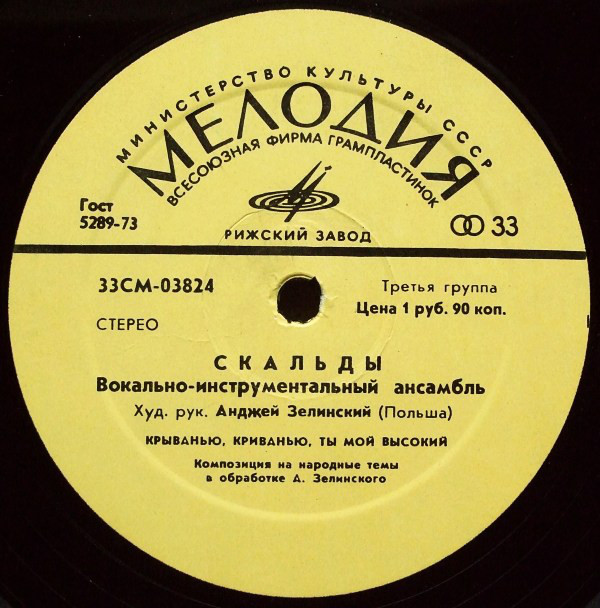 МИНИСТЕРСТВО КУЛЬТУРЫ СССР
МЕЛОДИЯ
ВСЕСОЮЗНАЯ ФИРМА ГРАМПЛАСТИНОК
Гост
5289-73
33
РИЖСКИЙ ЗАВОД
33СМ-03824
Третья группа
Цена 1 руб. 90 коп.
СТЕРЕО
СКАЛЬДЫ
Вокально-инструментальный ансамбль
Худ. рук. Анджей Зелинский (Польша)
КРЫВАНЬЮ, КРИВАНЬЮ, ТЫ МОЙ ВЫСОКИЙ
Композиция на народные темы
в обработке А. Зелинского